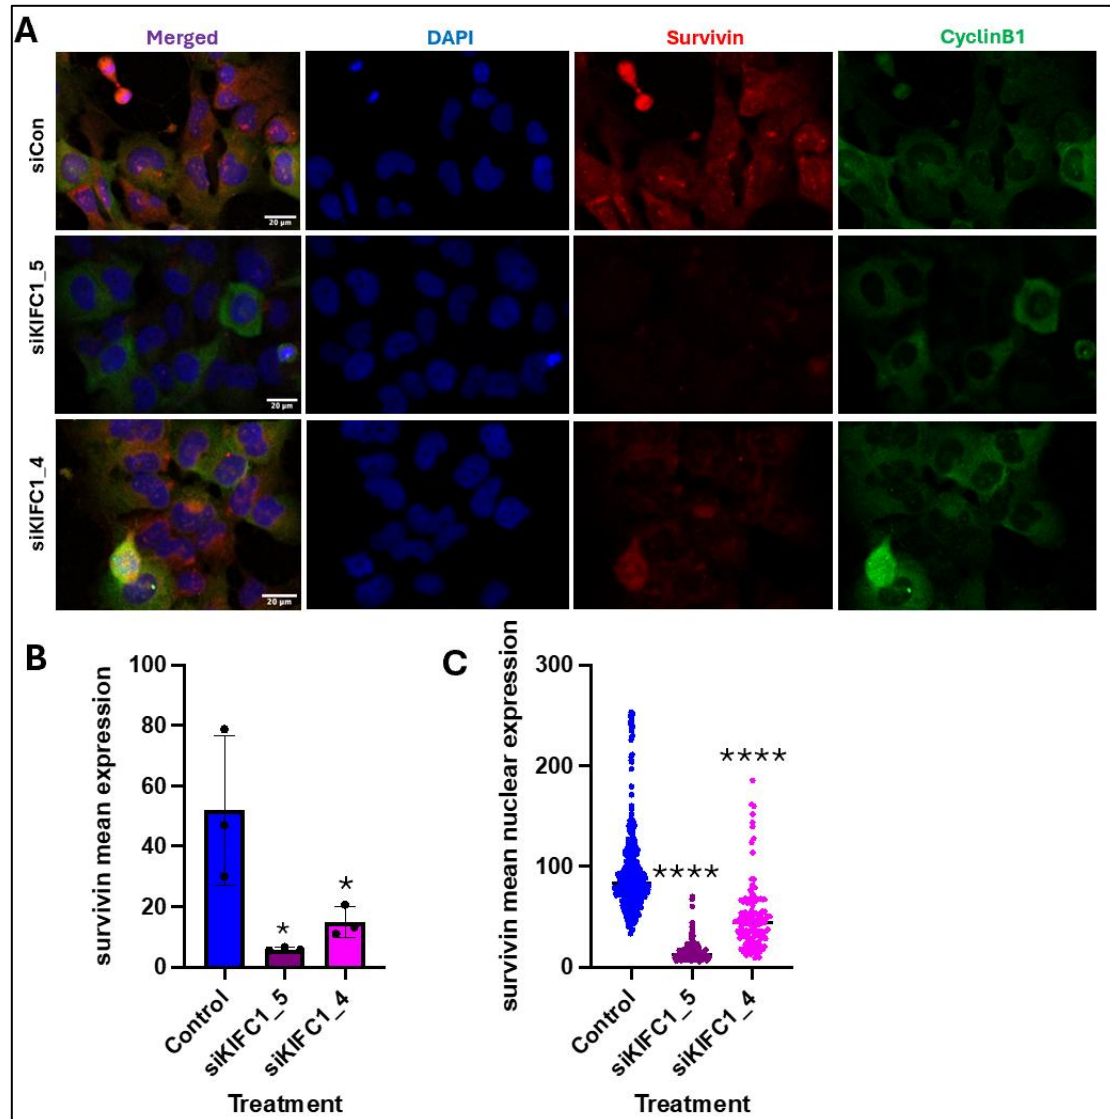 A
Merged DAPI Survivin CyclinB1
siCon
20 µm
siKIFC1_5
20 µm
siKIFC1_4
20 µm
B
survivin mean expression
100
80
60
40
20
0
*
*
Control
siKIFC1_5
siKIFC1_4
Treatment
C
survivin mean nuclear expression
300
200
100
0
****
****
Control
siKIFC1_5
siKIFC1_4
Treatment